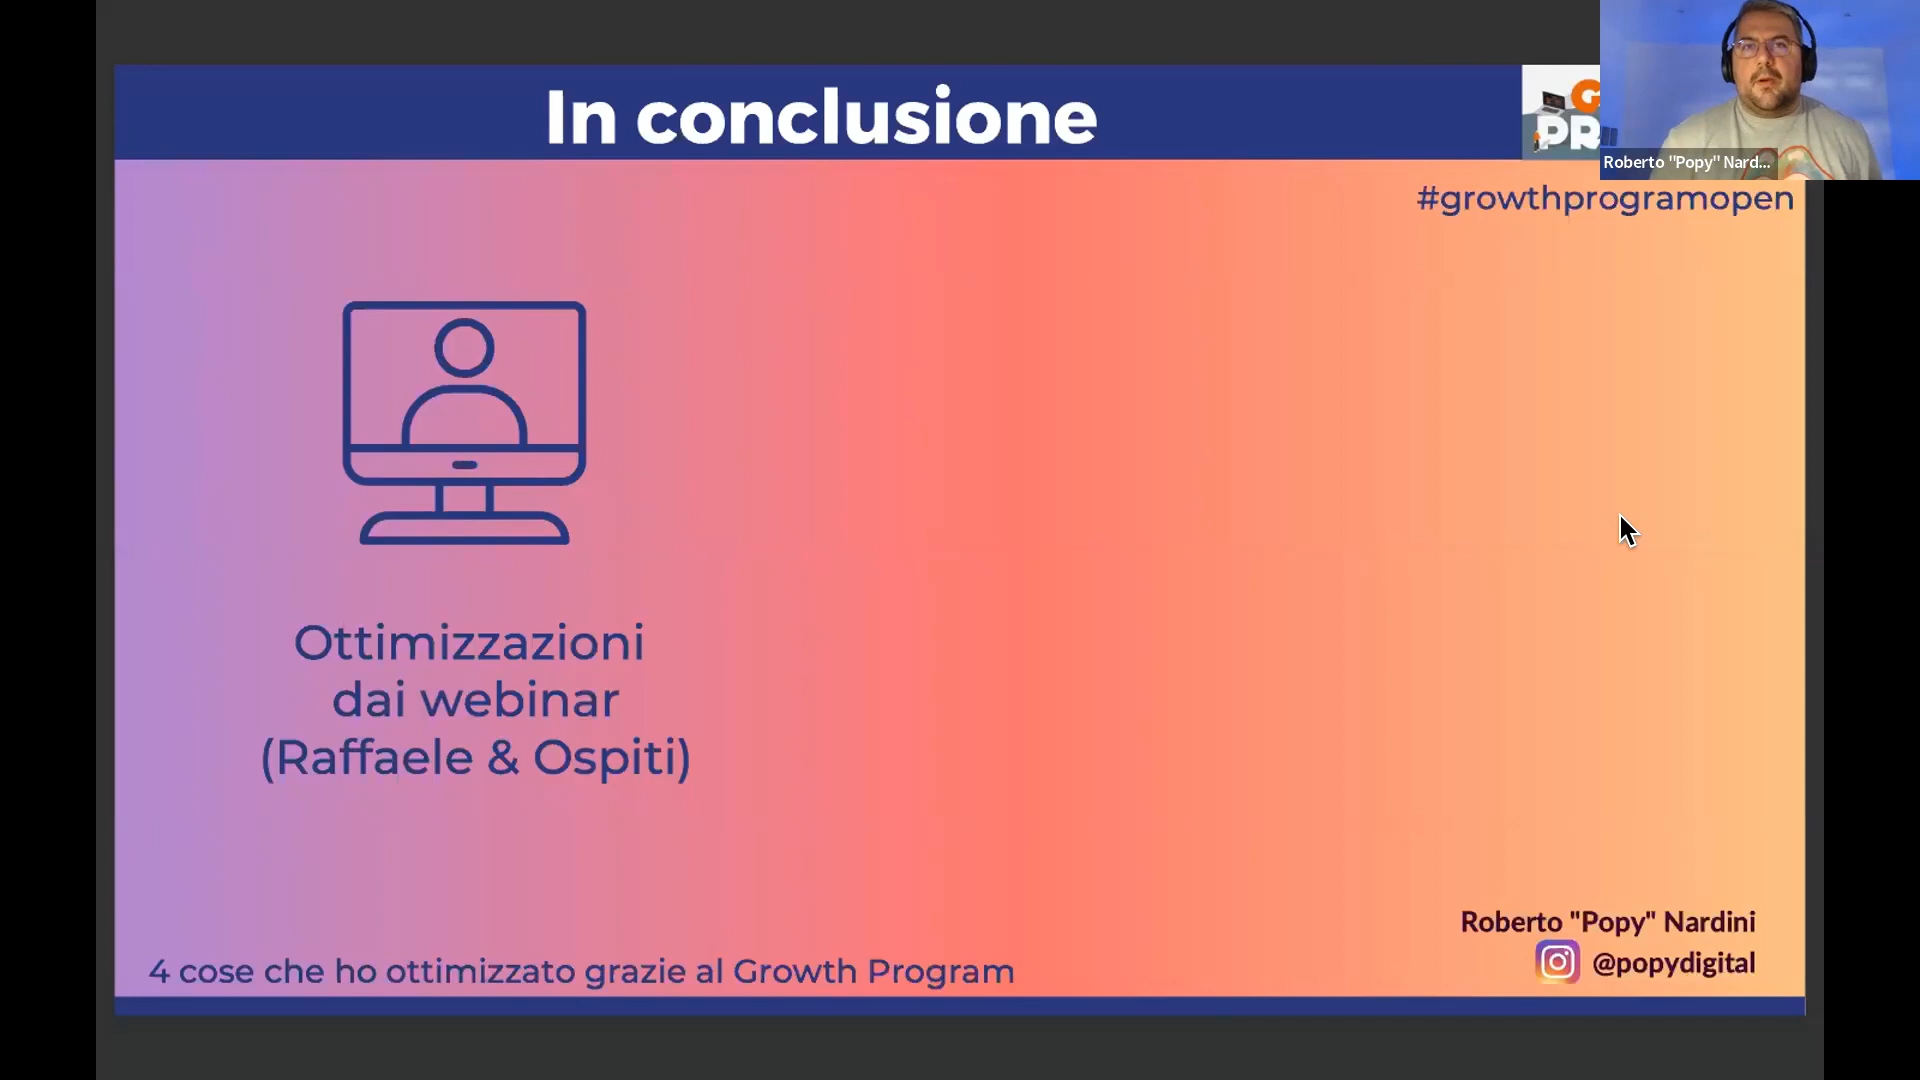 In conclusione
G
PR
Roberto "Popy" Nard...
#growthprogramopen
Ottimizzazioni
dai webinar
(Raffaele & Ospiti)
Roberto "Popy" Nardini
@popydigital
4 cose che ho ottimizzato grazie al Growth Program